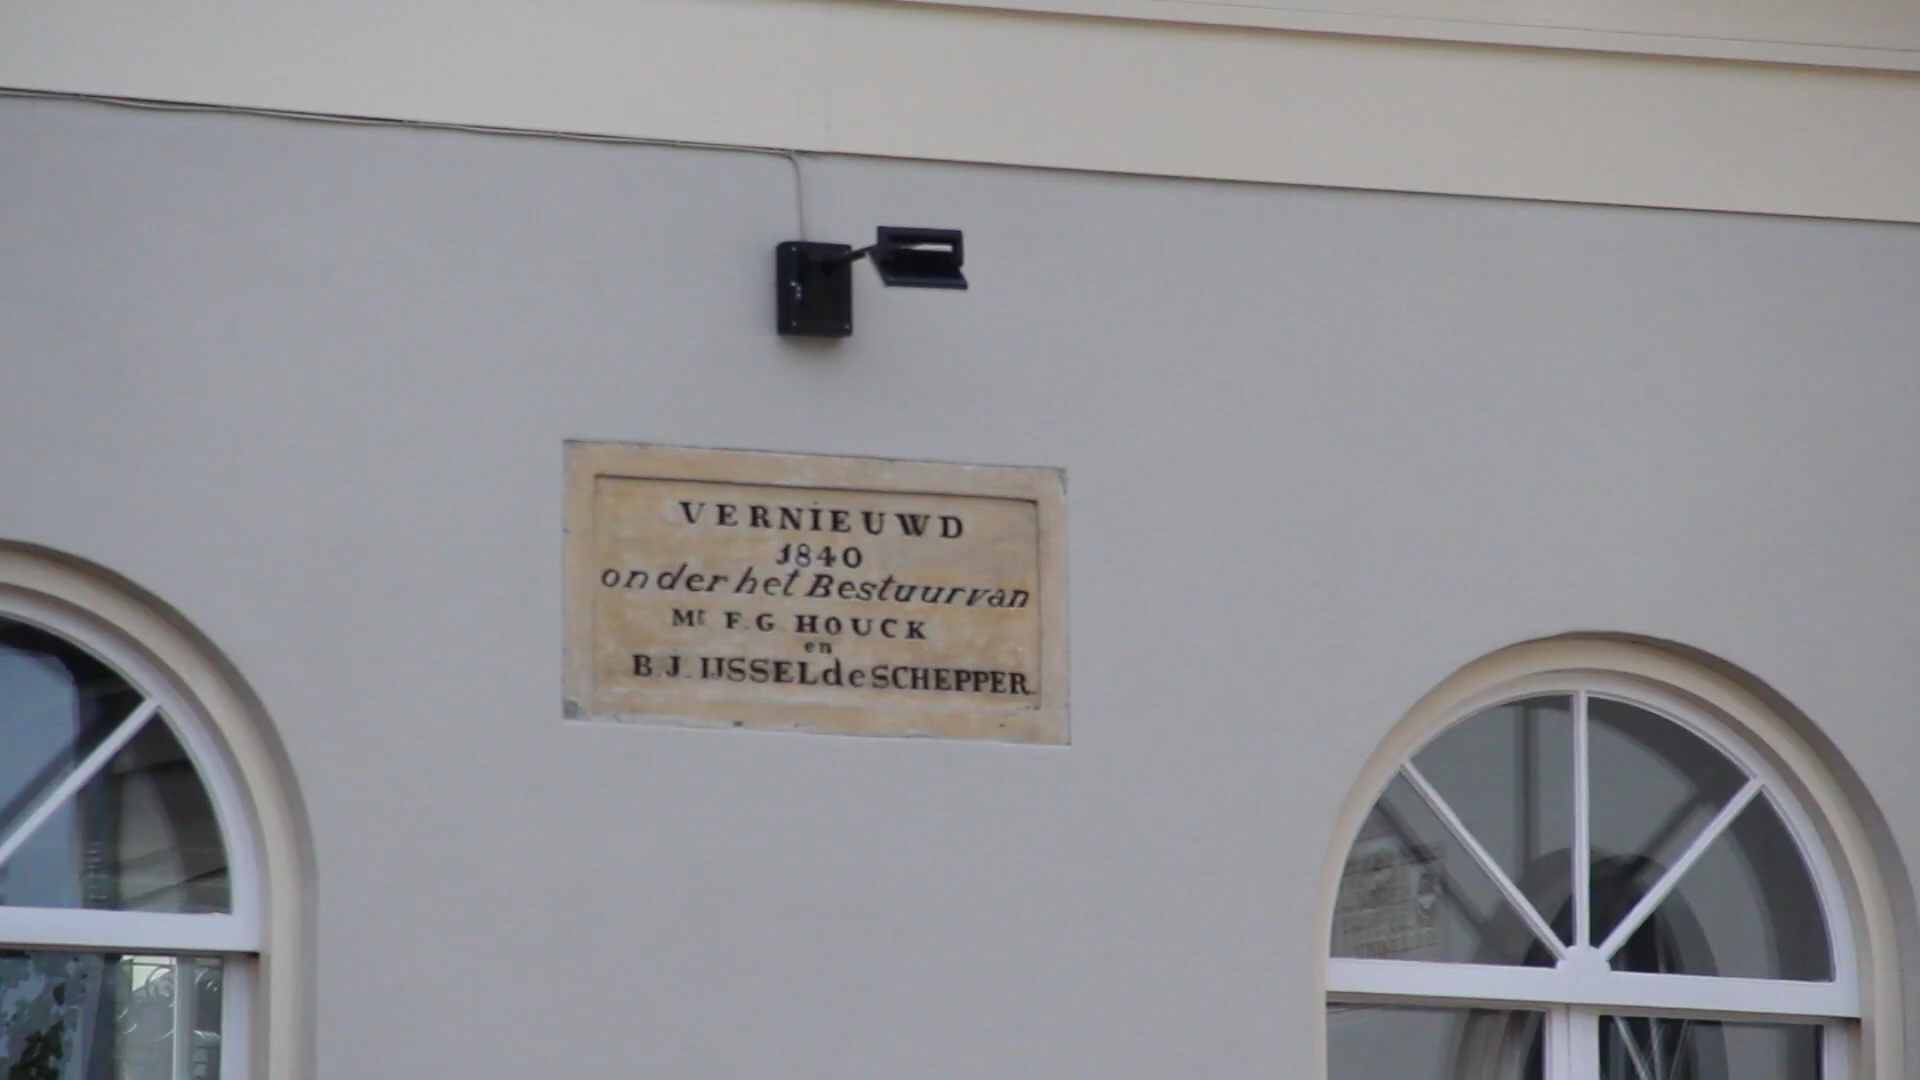 VERNIEUWD
1840
onder het Bestuur van
Mr F. G. HOUCK
en
B. J. IJSSEL de SCHEPPER